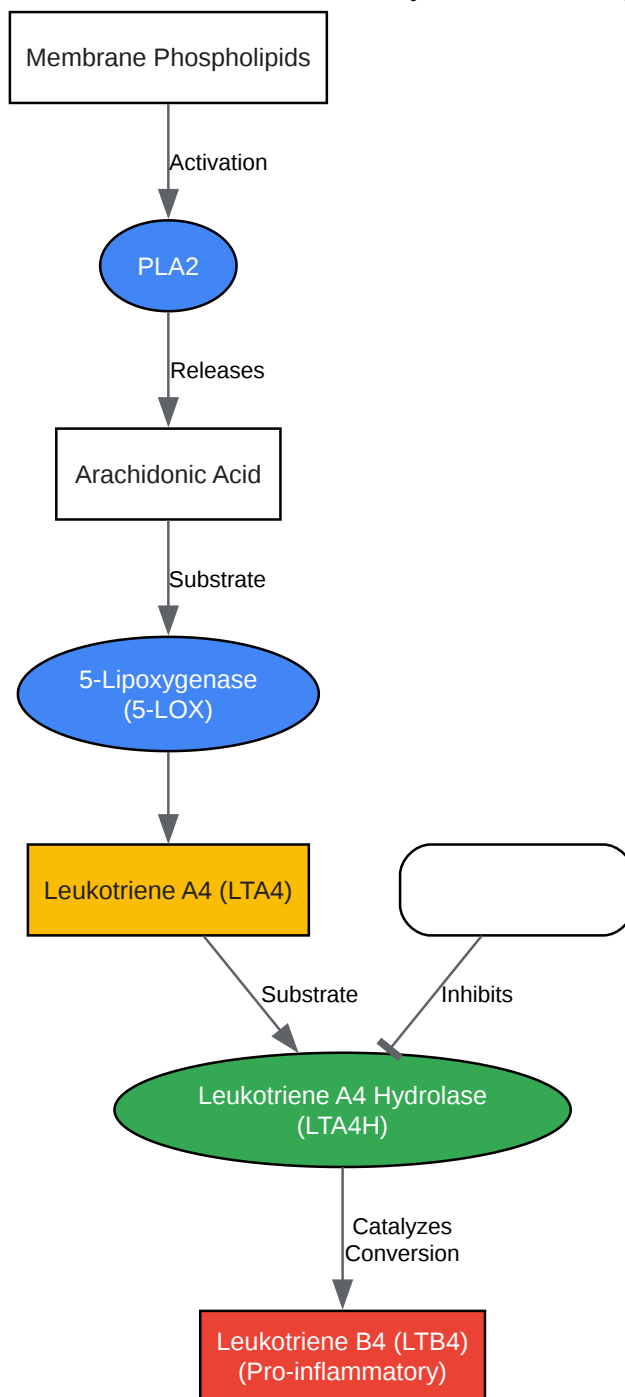 Membrane Phospholipids
Activation
PLA2
Releases
Arachidonic Acid
Substrate
5-Lipoxygenase
(5-LOX)
Leukotriene A4 (LTA4)
Substrate
Inhibits
Leukotriene A4 Hydrolase
(LTA4H)
Catalyzes
Conversion
Leukotriene B4 (LTB4)
(Pro-inflammatory)